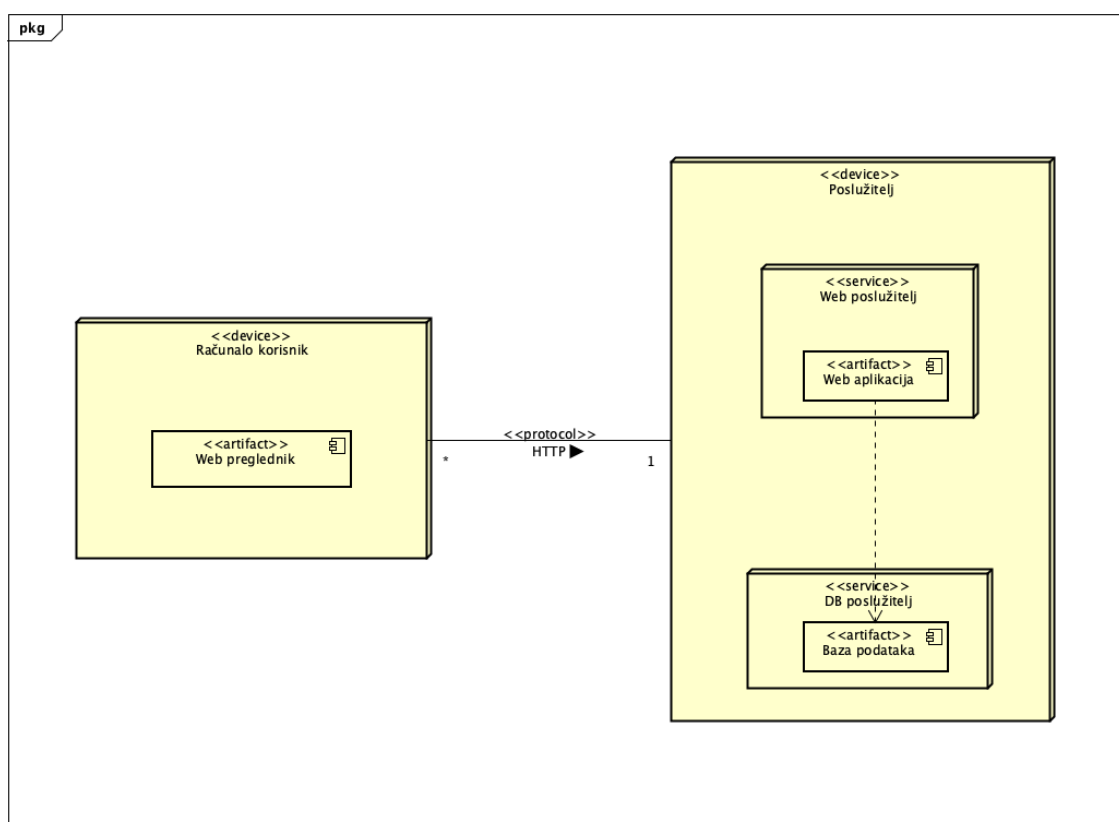 pkg
<<device>>
Računalo korisnik
<<artifact>>
Web preglednik
<<protocol>>
HTTP
*
1
<<device>>
Poslužitelj
<<service>>
Web poslužitelj
<<artifact>>
Web aplikacija
<<service>>
DB poslužitelj
<<artifact>>
Baza podataka